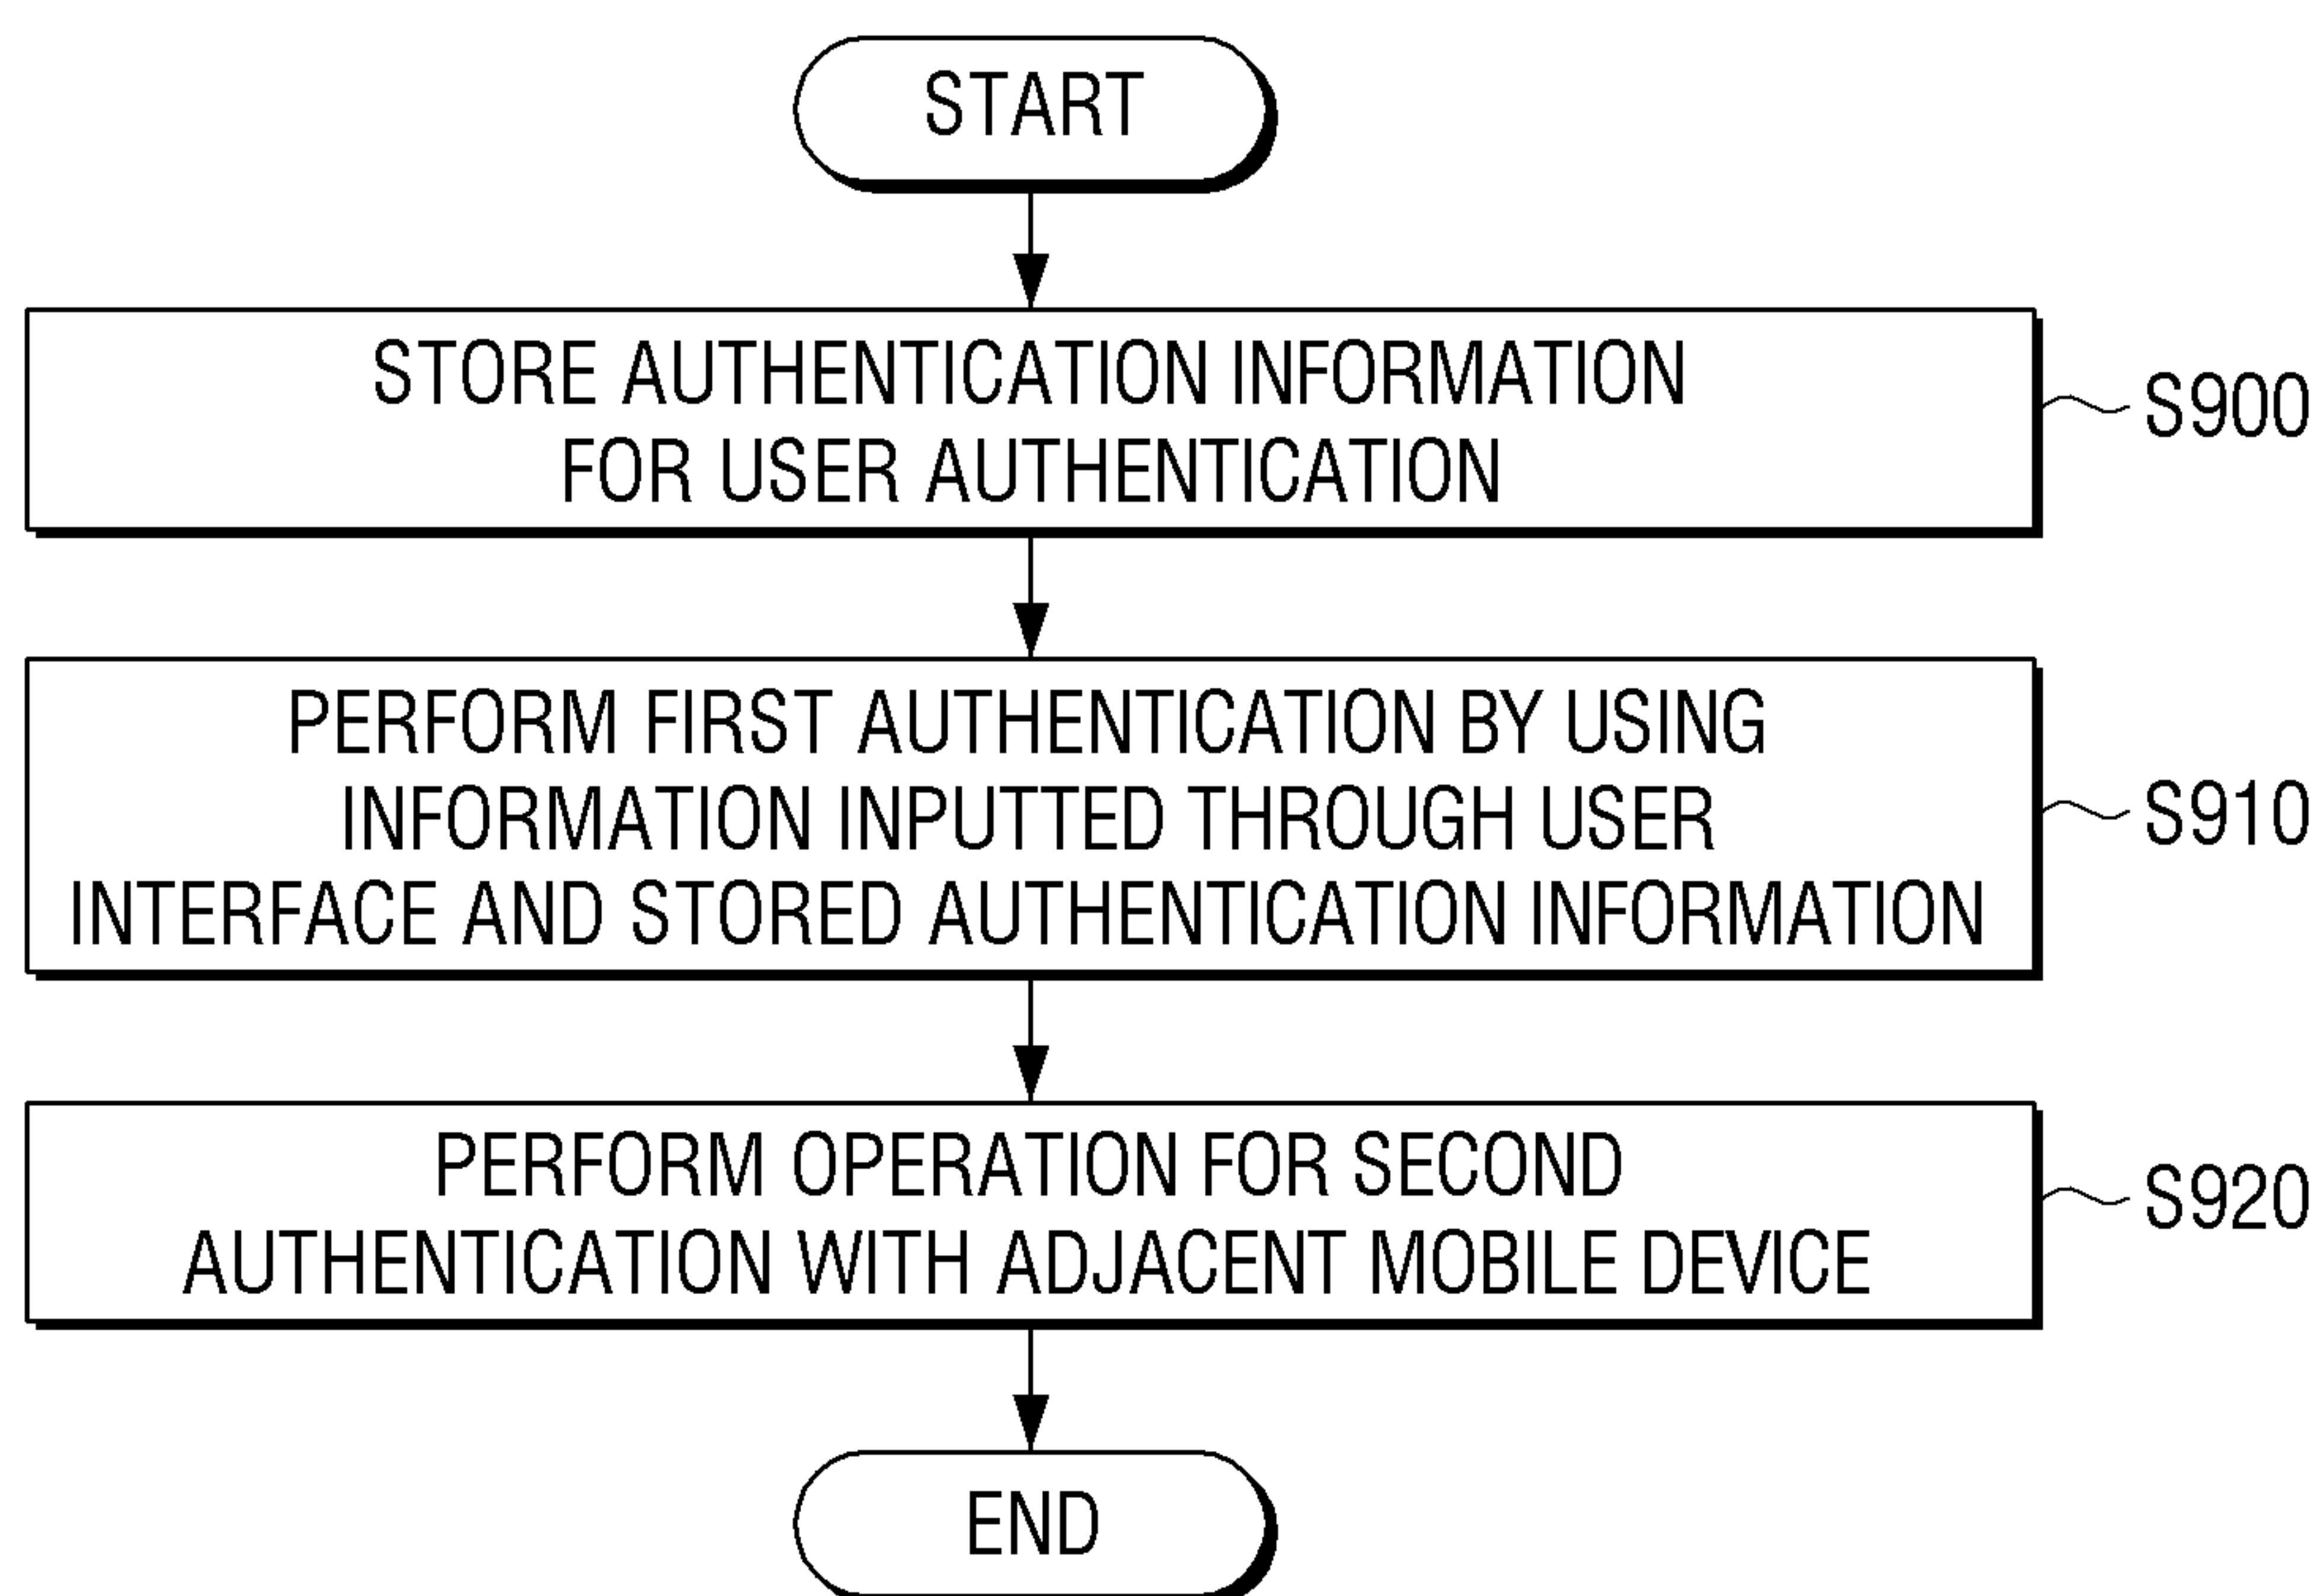 START
STORE AUTHENTICATION INFORMATION
FOR USER AUTHENTICATION
S900
PERFORM FIRST AUTHENTICATION BY USING
INFORMATION INPUTTED THROUGH USER
INTERFACE AND STORED AUTHENTICATION INFORMATION
S910
PERFORM OPERATION FOR SECOND
AUTHENTICATION WITH ADJACENT MOBILE DEVICE
S920
END